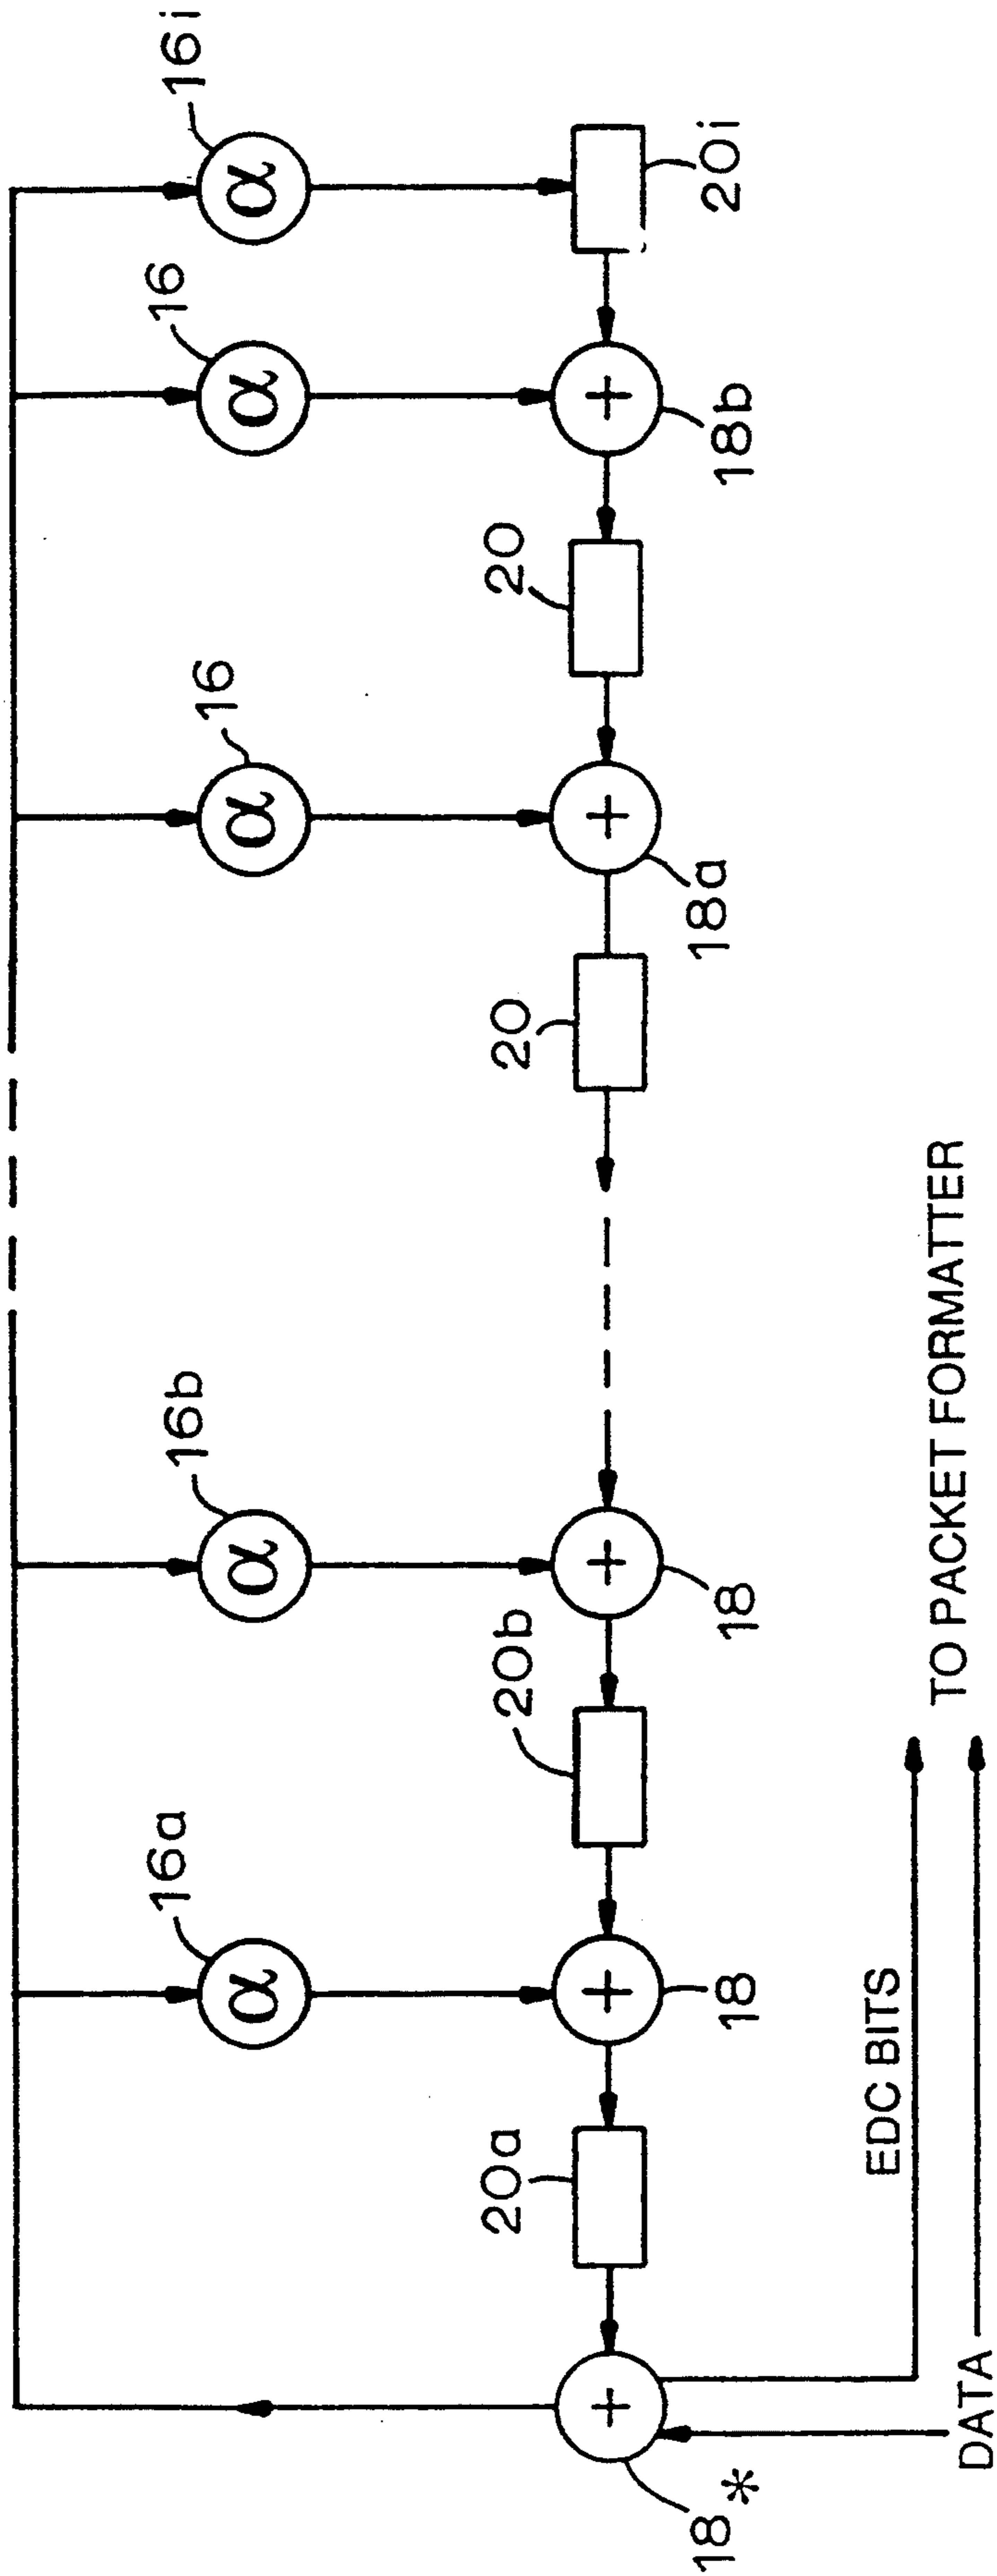 16a
16b
16
16
16i
α
α
α
α
α
20a
20b
20
20
20i
+
+
+
+
+
18*
18
18
18a
18b
EDC BITS
DATA
TO PACKET FORMATTER